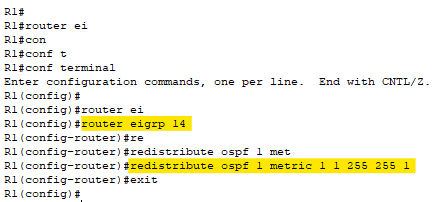 R1#
R1#router ei
R1#con
R1#conf t
R1#conf terminal
Enter configuration commands, one per line.  End with CNTL/Z.
R1(config)#
R1(config)#router ei
R1(config)#router eigrp 14
R1(config-router)#re
R1(config-router)#redistribute ospf 1 met
R1(config-router)#redistribute ospf 1 metric 1 1 255 255 1
R1(config-router)#exit
R1(config)#